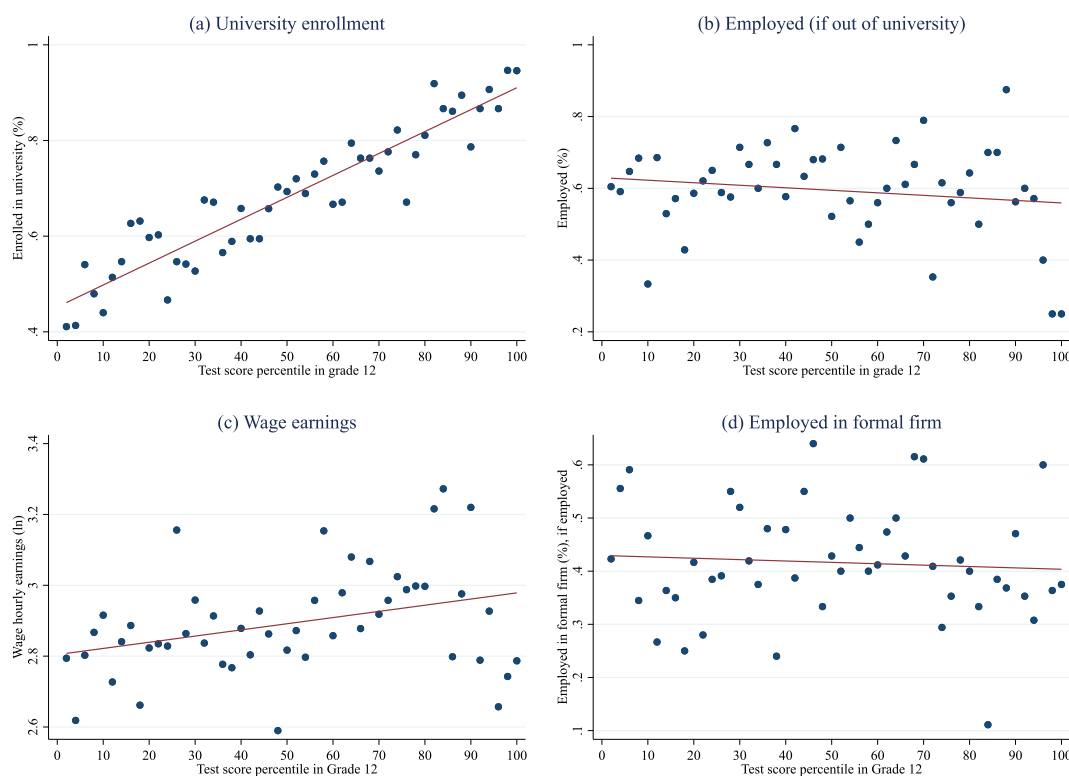 (a) University enrollment
Enrolled in university (%)
1
.8
.6
.4
0 10 20 30 40 50 60 70 80 90 100
Test score percentile in grade 12
(b) Employed (if out of university)
Employed (%)
1
.8
.6
.4
.2
0 10 20 30 40 50 60 70 80 90 100
Test score percentile in grade 12
(c) Wage earnings
Wage hourly earnings (ln)
3.4
3.2
3
2.8
2.6
0 10 20 30 40 50 60 70 80 90 100
Test score percentile in Grade 12
(d) Employed in formal firm
Employed in formal firm (%), if employed
.6
.5
.4
.3
.2
.1
0 10 20 30 40 50 60 70 80 90 100
Test score percentile in Grade 12